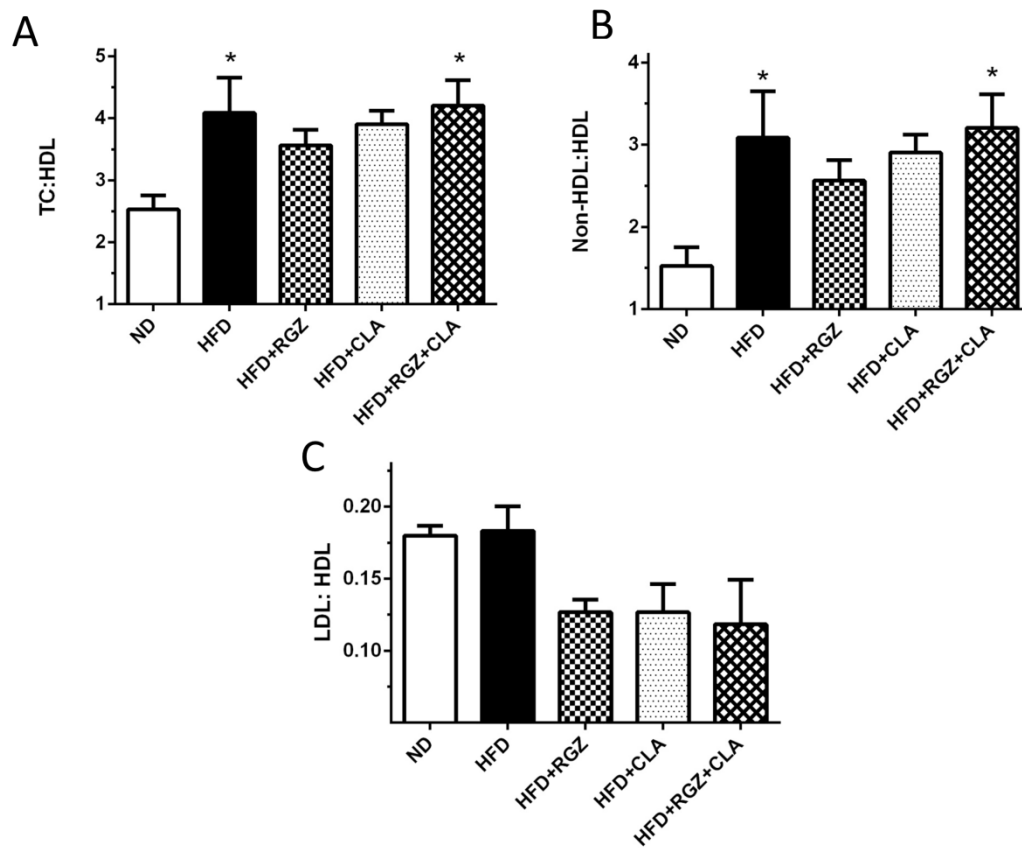 A
TC:HDL
5
4
3
2
1
*
*
ND
HFD
HFD+RGZ
HFD+CLA
HFD+RGZ+CLA
B
Non-HDL:HDL
4
3
2
1
*
*
ND
HFD
HFD+RGZ
HFD+CLA
HFD+RGZ+CLA
C
LDL: HDL
0.20
0.15
0.10
ND
HFD
HFD+RGZ
HFD+CLA
HFD+RGZ+CLA